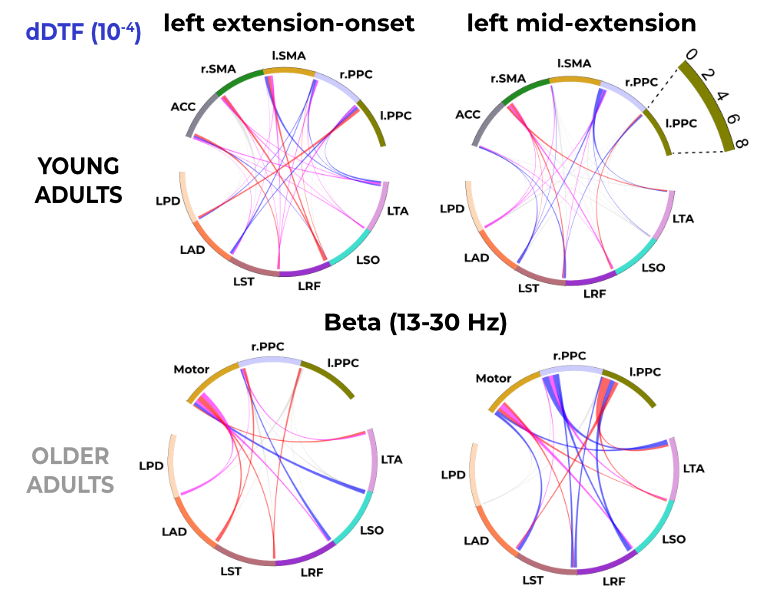 dDTF (10⁻⁴)
left extension-onset
left mid-extension
YOUNG
ADULTS
ACC
r.SMA
l.SMA
r.PPC
l.PPC
LPD
LAD
LST
LRF
LSO
LTA
ACC
r.SMA
l.SMA
r.PPC
l.PPC
0
2
4
6
8
LPD
LAD
LST
LRF
LSO
LTA
Beta (13-30 Hz)
OLDER
ADULTS
Motor
r.PPC
l.PPC
LPD
LAD
LST
LRF
LSO
LTA
Motor
r.PPC
l.PPC
LPD
LAD
LST
LRF
LSO
LTA